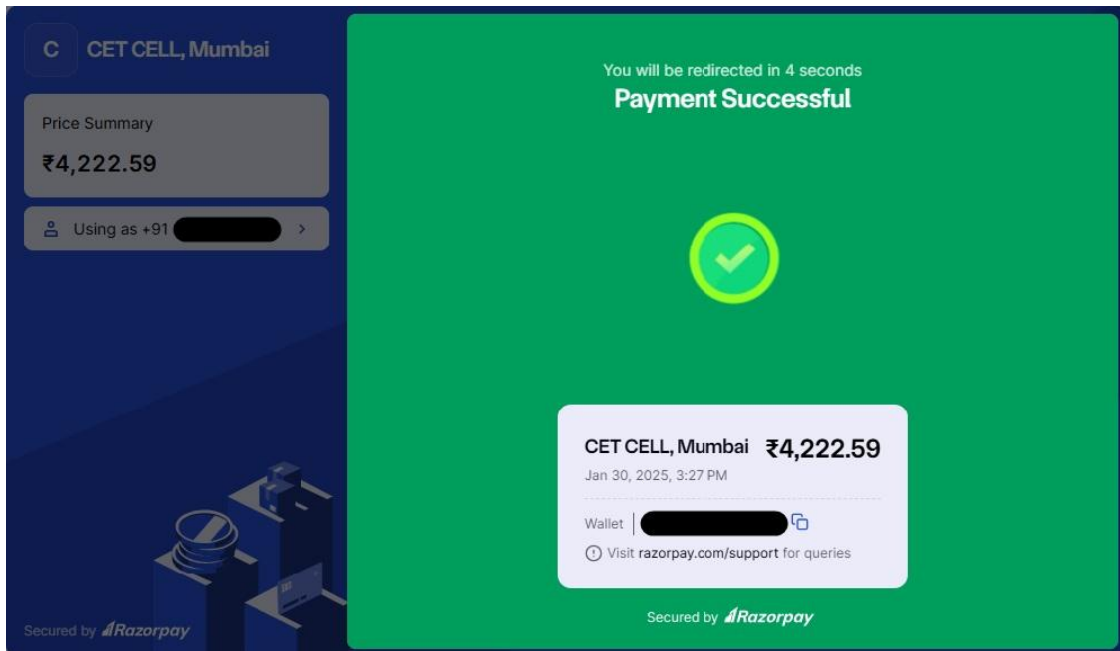 C CET CELL, Mumbai
Price Summary
₹4,222.59
Using as +91
Secured by Razorpay
You will be redirected in 4 seconds
Payment Successful
CET CELL, Mumbai ₹4,222.59
Jan 30, 2025, 3:27 PM
Wallet
Visit razorpay.com/support for queries
Secured by Razorpay